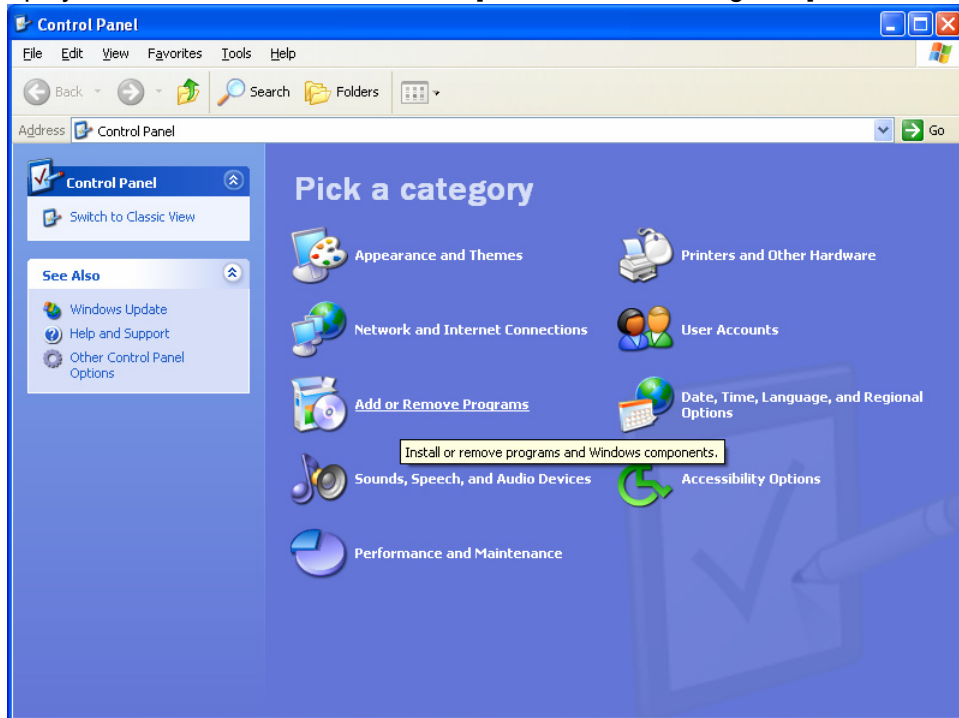 Control Panel
File Edit View Favorites Tools Help
Back Search Folders
Address Control Panel Go
Control Panel
Switch to Classic View
See Also
Windows Update
Help and Support
Other Control Panel
Options
Pick a category
Appearance and Themes
Printers and Other Hardware
Network and Internet Connections
User Accounts
Add or Remove Programs
Date, Time, Language, and Regional
Options
Install or remove programs and Windows components.
Sounds, Speech, and Audio Devices
Accessibility Options
Performance and Maintenance